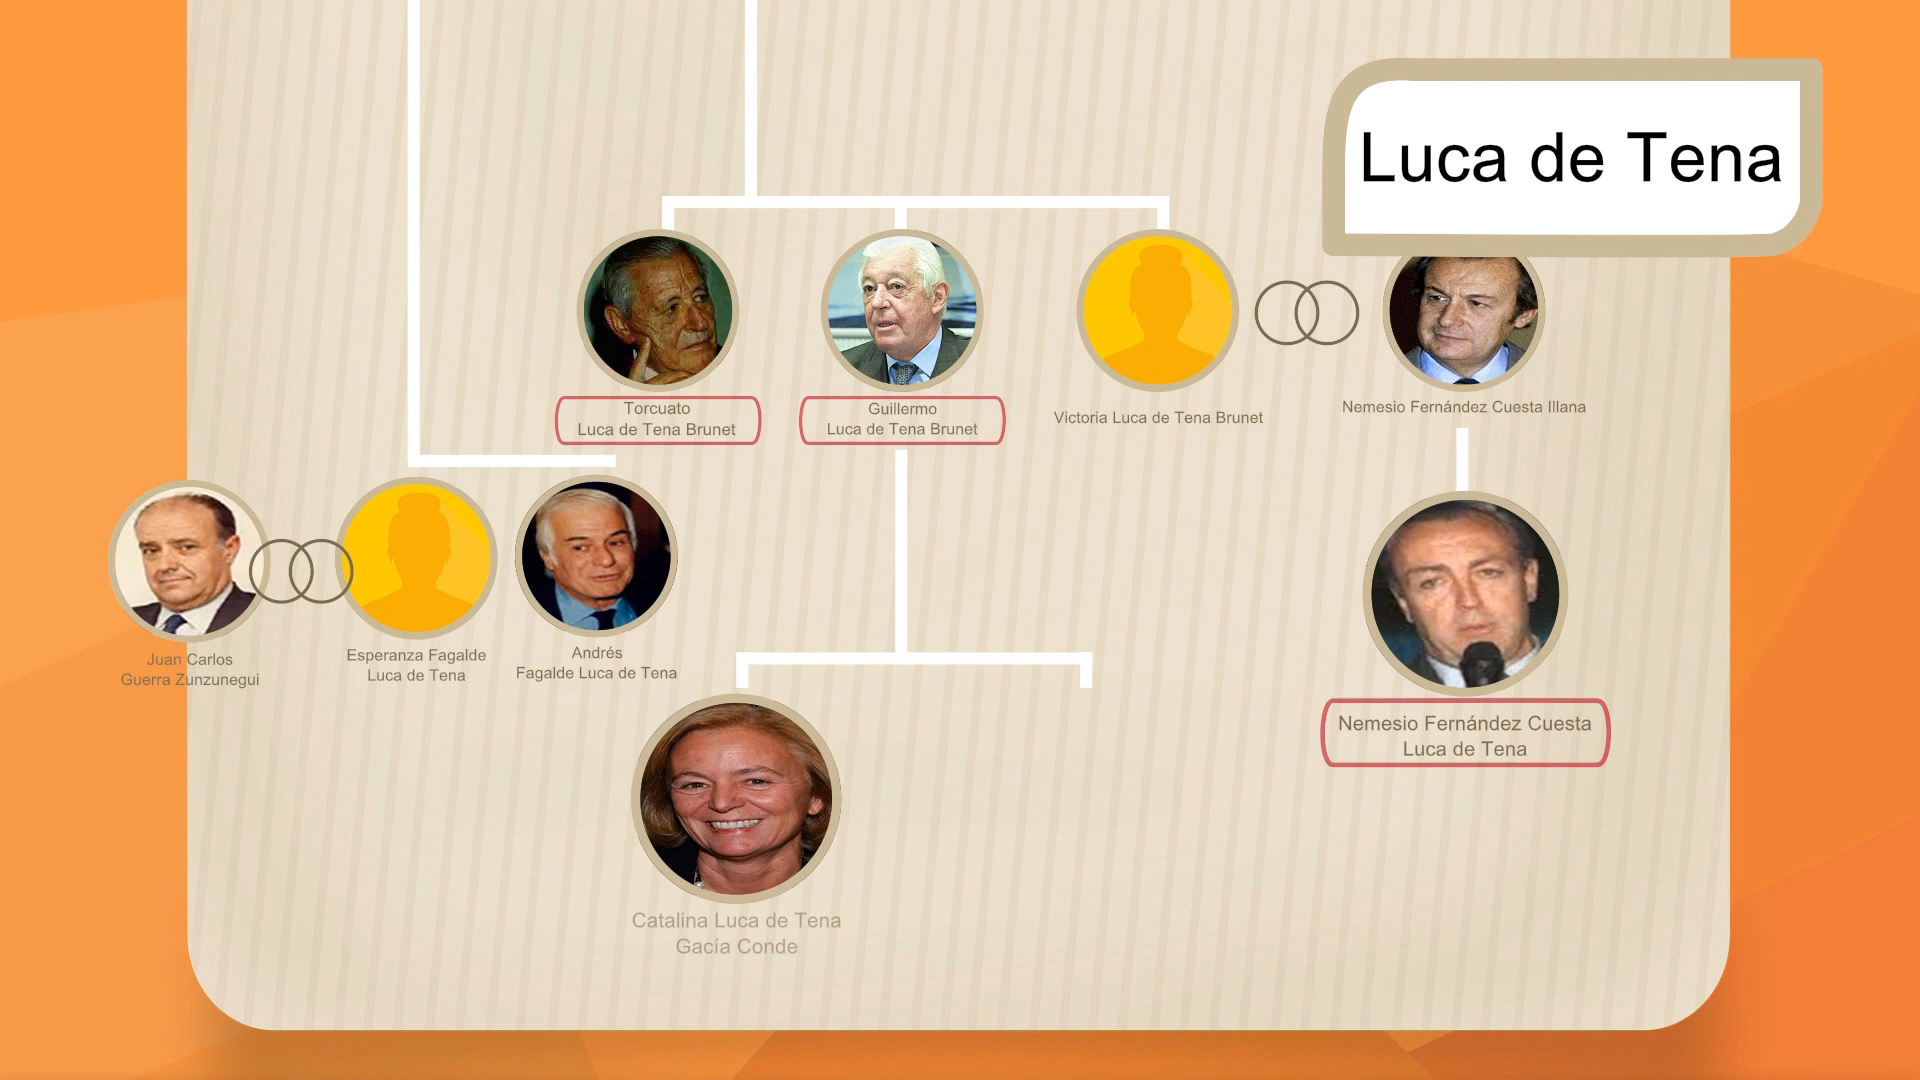 Luca de Tena
Torcuato
Luca de Tena Brunet
Guillermo
Luca de Tena Brunet
Victoria Luca de Tena Brunet
Nemesio Fernández Cuesta Illana
Juan Carlos
Guerra Zunzunegui
Esperanza Fagalde
Luca de Tena
Andrés
Fagalde Luca de Tena
Nemesio Fernández Cuesta
Luca de Tena
Catalina Luca de Tena
Gacía Conde